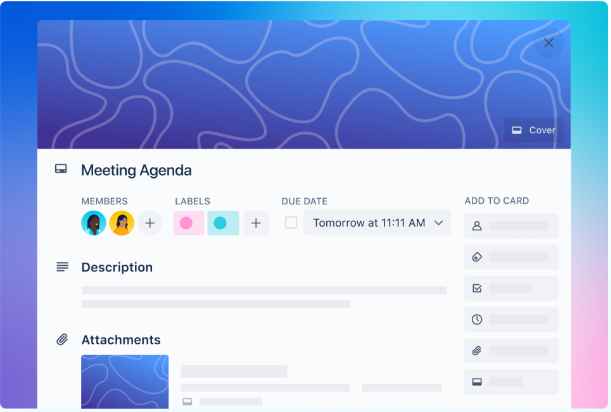 Cover
Meeting Agenda
MEMBERS LABELS DUE DATE ADD TO CARD
Tomorrow at 11:11 AM
Description
Attachments